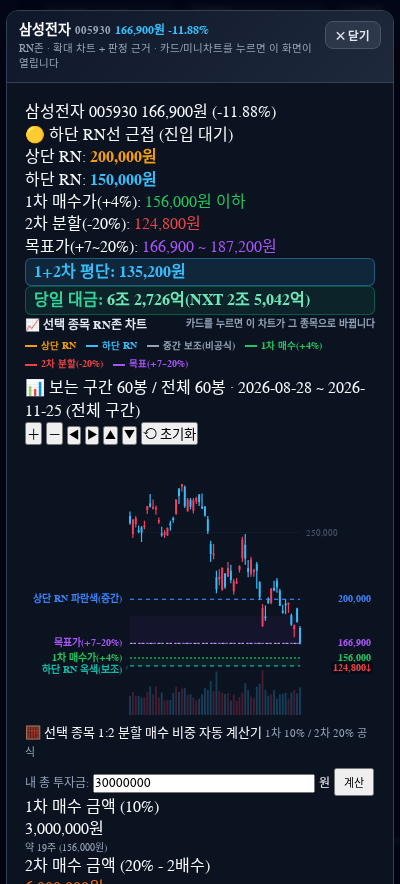 삼성전자 005930 166,900원 -11.88%
✕ 닫기
RN존 · 확대 차트 + 판정 근거 · 카드/미니차트를 누르면 이 화면이
열립니다
삼성전자 005930 166,900원 (-11.88%)
🟡 하단 RN선 근접 (진입 대기)
상단 RN: 200,000원
하단 RN: 150,000원
1차 매수가(+4%): 156,000원 이하
2차 분할(-20%): 124,800원
목표가(+7~20%): 166,900 ~ 187,200원
1+2차 평단: 135,200원
당일 대금: 6조 2,726억(NXT 2조 5,042억)
📈 선택 종목 RN존 차트
카드를 누르면 이 차트가 그 종목으로 바뀝니다
상단 RN 하단 RN 중간 보조(비공식) 1차 매수(+4%)
2차 분할(-20%) 목표(+7~20%)
📊 보는 구간 60봉 / 전체 60봉 · 2026-08-28 ~ 2026-
11-25 (전체 구간)
＋ － ◀ ▶ ▲ ▼ ⟲ 초기화
250,000
상단 RN 파란색(중간) 200,000
목표가(+7~20%) 166,900
1차 매수가(+4%) 156,000
하단 RN 옥색(보조) 124,800↓
🧮 선택 종목 1:2 분할 매수 비중 자동 계산기 1차 10% / 2차 20% 공
식
내 총 투자금: 30000000 원 계산
1차 매수 금액 (10%)
3,000,000원
약 19주 (156,000원)
2차 매수 금액 (20% - 2배수)
6,000,000원